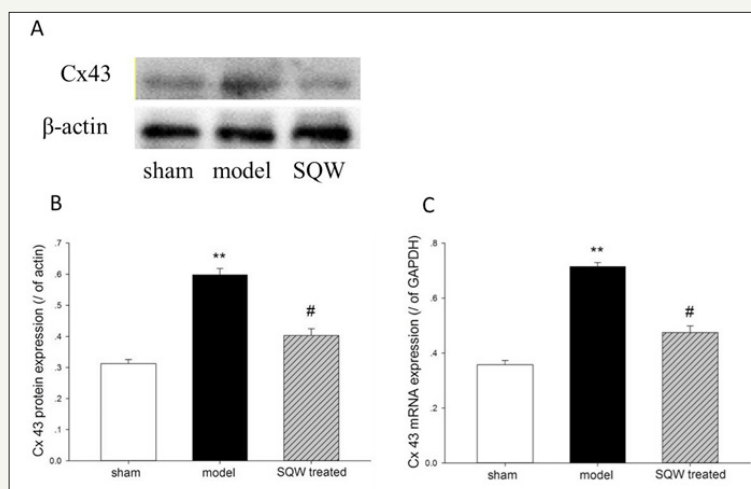 A
Cx43
β-actin
sham model SQW
B
Cx 43 protein expression (/ of actin)
.7
.6
.5
.4
.3
.2
.1
0.0
**
#
sham model SQW treated
C
Cx 43 mRNA expression (/ of GAPDH)
.8
.6
.4
.2
0.0
**
#
sham model SQW treated